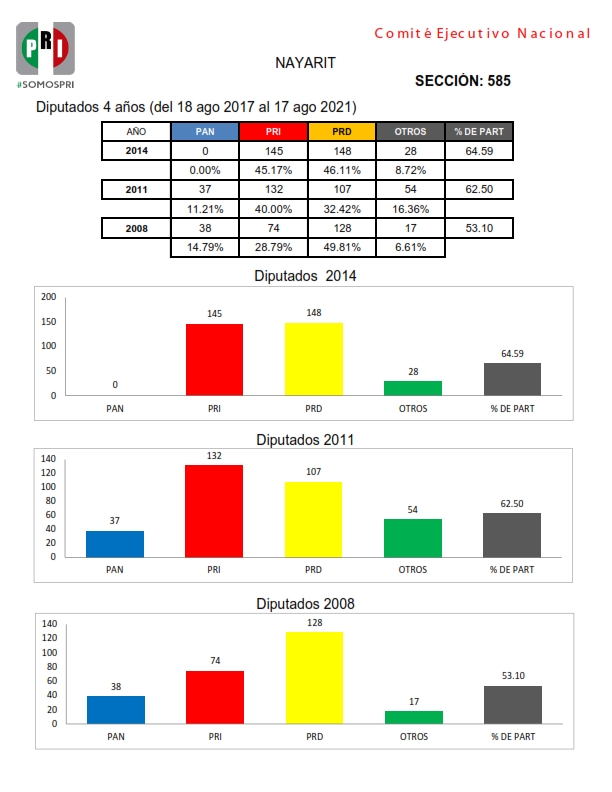 Comité Ejecutivo Nacional
PRI
#SOMOSPRI
NAYARIT
SECCIÓN: 585
Diputados 4 años (del 18 ago 2017 al 17 ago 2021)
AÑO PAN PRI PRD OTROS % DE PART
2014 0 145 148 28 64.59
0.00% 45.17% 46.11% 8.72%
2011 37 132 107 54 62.50
11.21% 40.00% 32.42% 16.36%
2008 38 74 128 17 53.10
14.79% 28.79% 49.81% 6.61%
Diputados 2014
200
150
100
50
0
0 145 148 28 64.59
PAN PRI PRD OTROS % DE PART
Diputados 2011
140
120
100
80
60
40
20
0
37 132 107 54 62.50
PAN PRI PRD OTROS % DE PART
Diputados 2008
140
120
100
80
60
40
20
0
38 74 128 17 53.10
PAN PRI PRD OTROS % DE PART